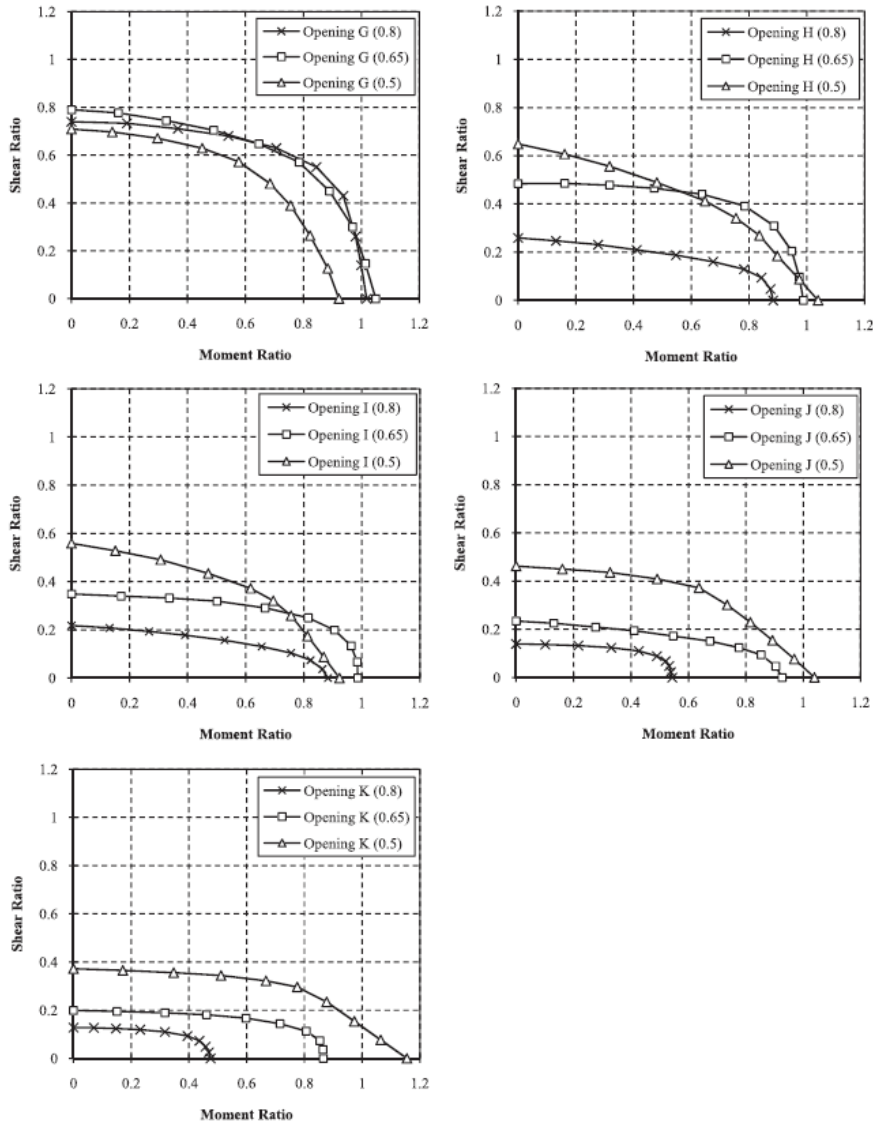 1.2
1
0.8
0.6
0.4
0.2
0
Shear Ratio
0 0.2 0.4 0.6 0.8 1 1.2
Moment Ratio
Opening G (0.8)
Opening G (0.65)
Opening G (0.5)
1.2
1
0.8
0.6
0.4
0.2
0
Shear Ratio
0 0.2 0.4 0.6 0.8 1 1.2
Moment Ratio
Opening H (0.8)
Opening H (0.65)
Opening H (0.5)
1.2
1
0.8
0.6
0.4
0.2
0
Shear Ratio
0 0.2 0.4 0.6 0.8 1 1.2
Moment Ratio
Opening I (0.8)
Opening I (0.65)
Opening I (0.5)
1.2
1
0.8
0.6
0.4
0.2
0
Shear Ratio
0 0.2 0.4 0.6 0.8 1 1.2
Moment Ratio
Opening J (0.8)
Opening J (0.65)
Opening J (0.5)
1.2
1
0.8
0.6
0.4
0.2
0
Shear Ratio
0 0.2 0.4 0.6 0.8 1 1.2
Moment Ratio
Opening K (0.8)
Opening K (0.65)
Opening K (0.5)